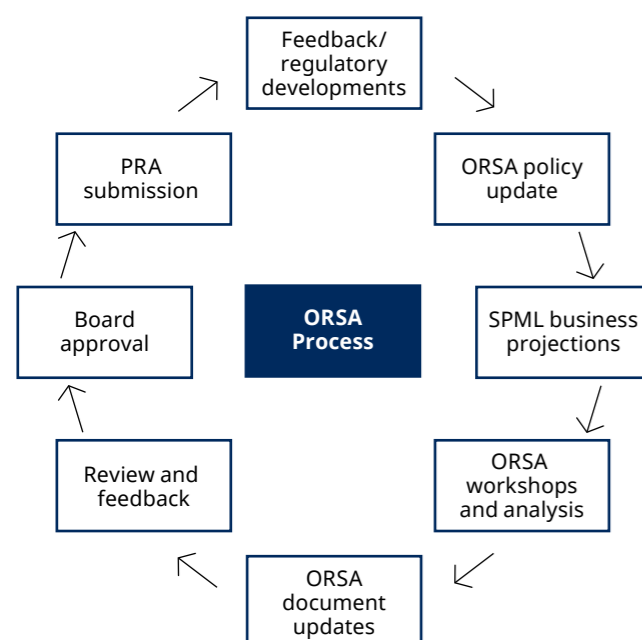 Feedback/
regulatory
developments
ORSA policy
update
SPML business
projections
ORSA
workshops
and analysis
ORSA
document
updates
Review and
feedback
Board
approval
PRA
submission
ORSA
Process